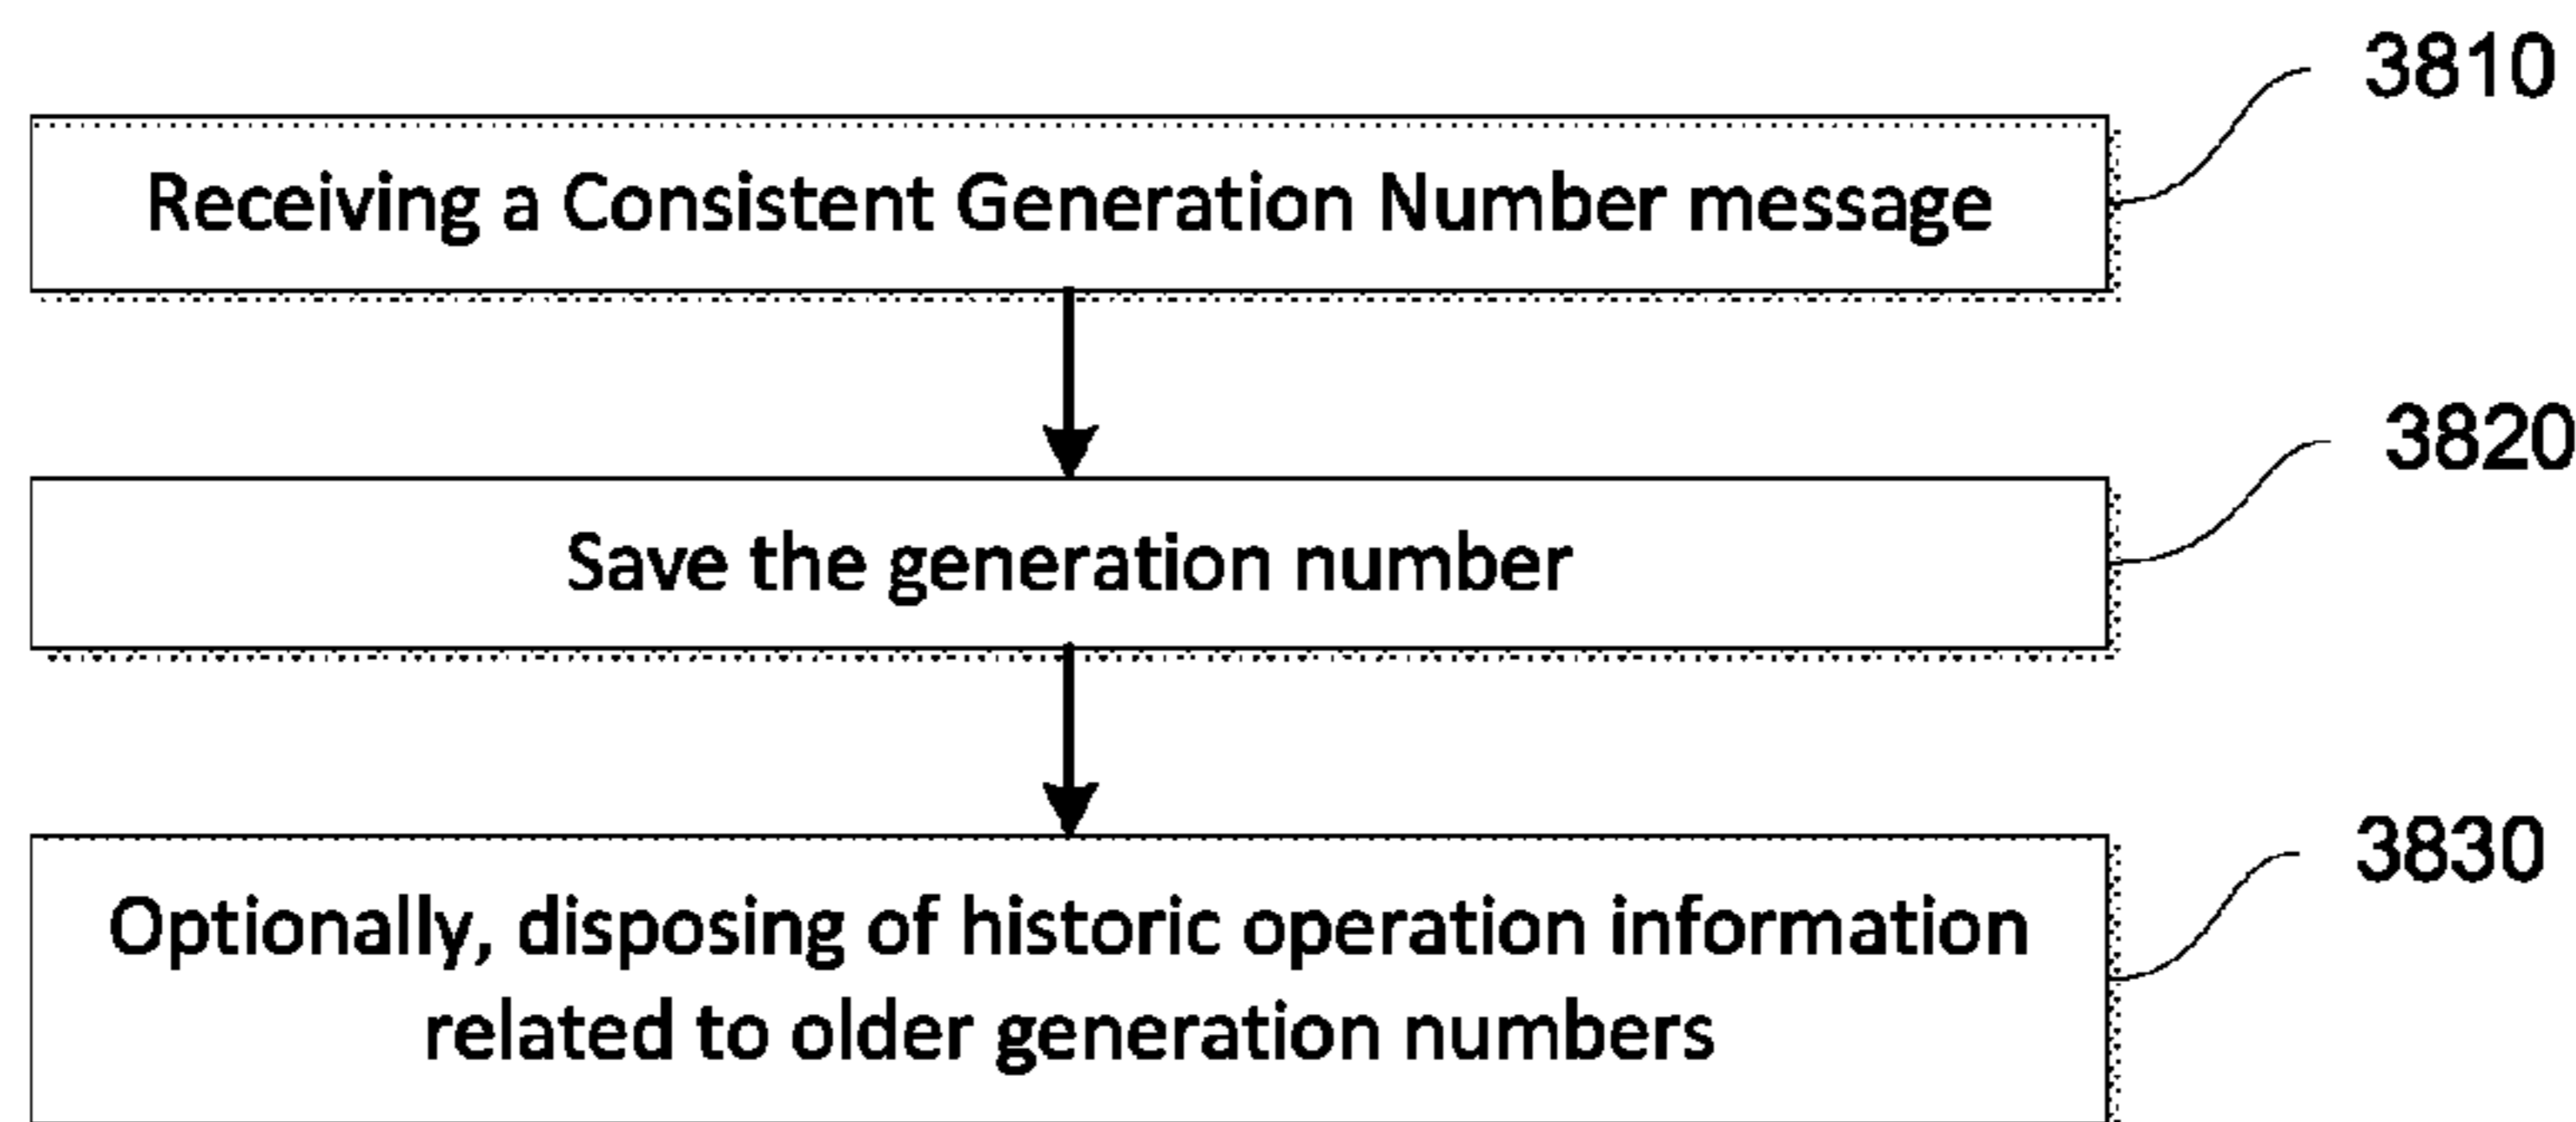 3810
Receiving a Consistent Generation Number message
3820
Save the generation number
3830
Optionally, disposing of historic operation information
related to older generation numbers